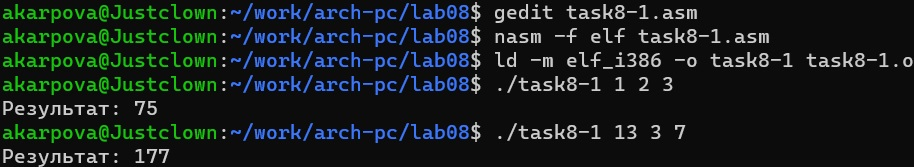 akarpova@Justclown:~/work/arch-pc/lab08$ gedit task8-1.asm
akarpova@Justclown:~/work/arch-pc/lab08$ nasm -f elf task8-1.asm
akarpova@Justclown:~/work/arch-pc/lab08$ ld -m elf_i386 -o task8-1 task8-1.o
akarpova@Justclown:~/work/arch-pc/lab08$ ./task8-1 1 2 3
Результат: 75
akarpova@Justclown:~/work/arch-pc/lab08$ ./task8-1 13 3 7
Результат: 177